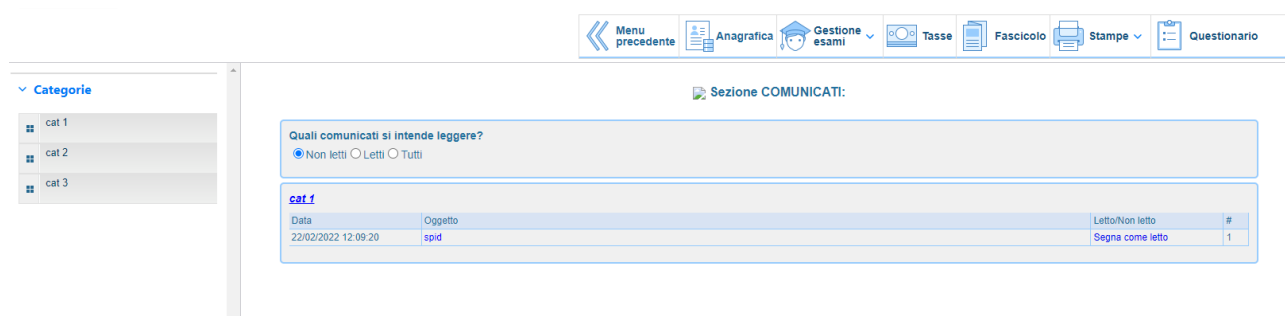 Menu
precedente
Anagrafica
Gestione
esami
Tasse
Fascicolo
Stampe
Questionario
Categorie
cat 1
cat 2
cat 3
Sezione COMUNICATI:
Quali comunicati si intende leggere?
Non letti Letti Tutti
cat 1
Data Oggetto Letto/Non letto #
22/02/2022 12:09:20 spid Segna come letto 1